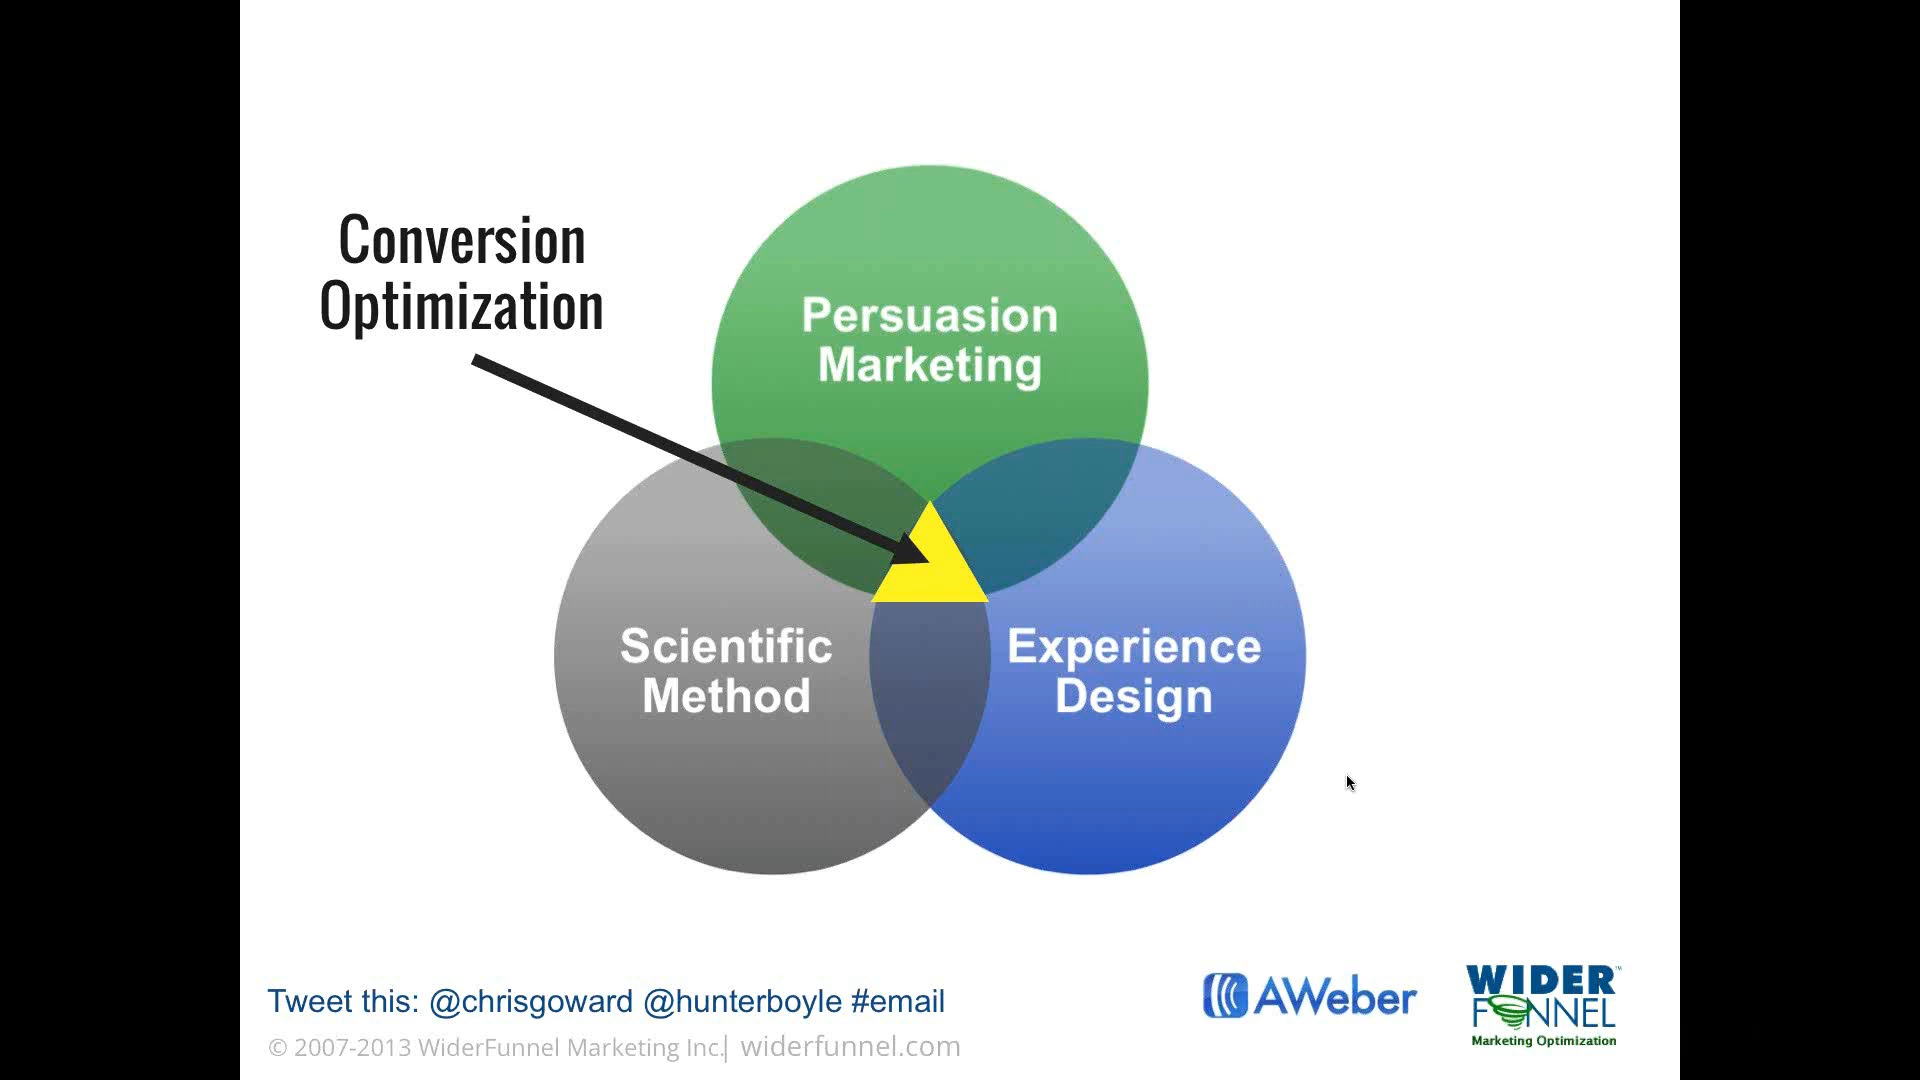 Conversion
Optimization
Persuasion
Marketing
Scientific
Method
Experience
Design
Tweet this: @chrisgoward @hunterboyle #email
© 2007-2013 WiderFunnel Marketing Inc.| widerfunnel.com
AWeber
WIDER™
FUNNEL
Marketing Optimization